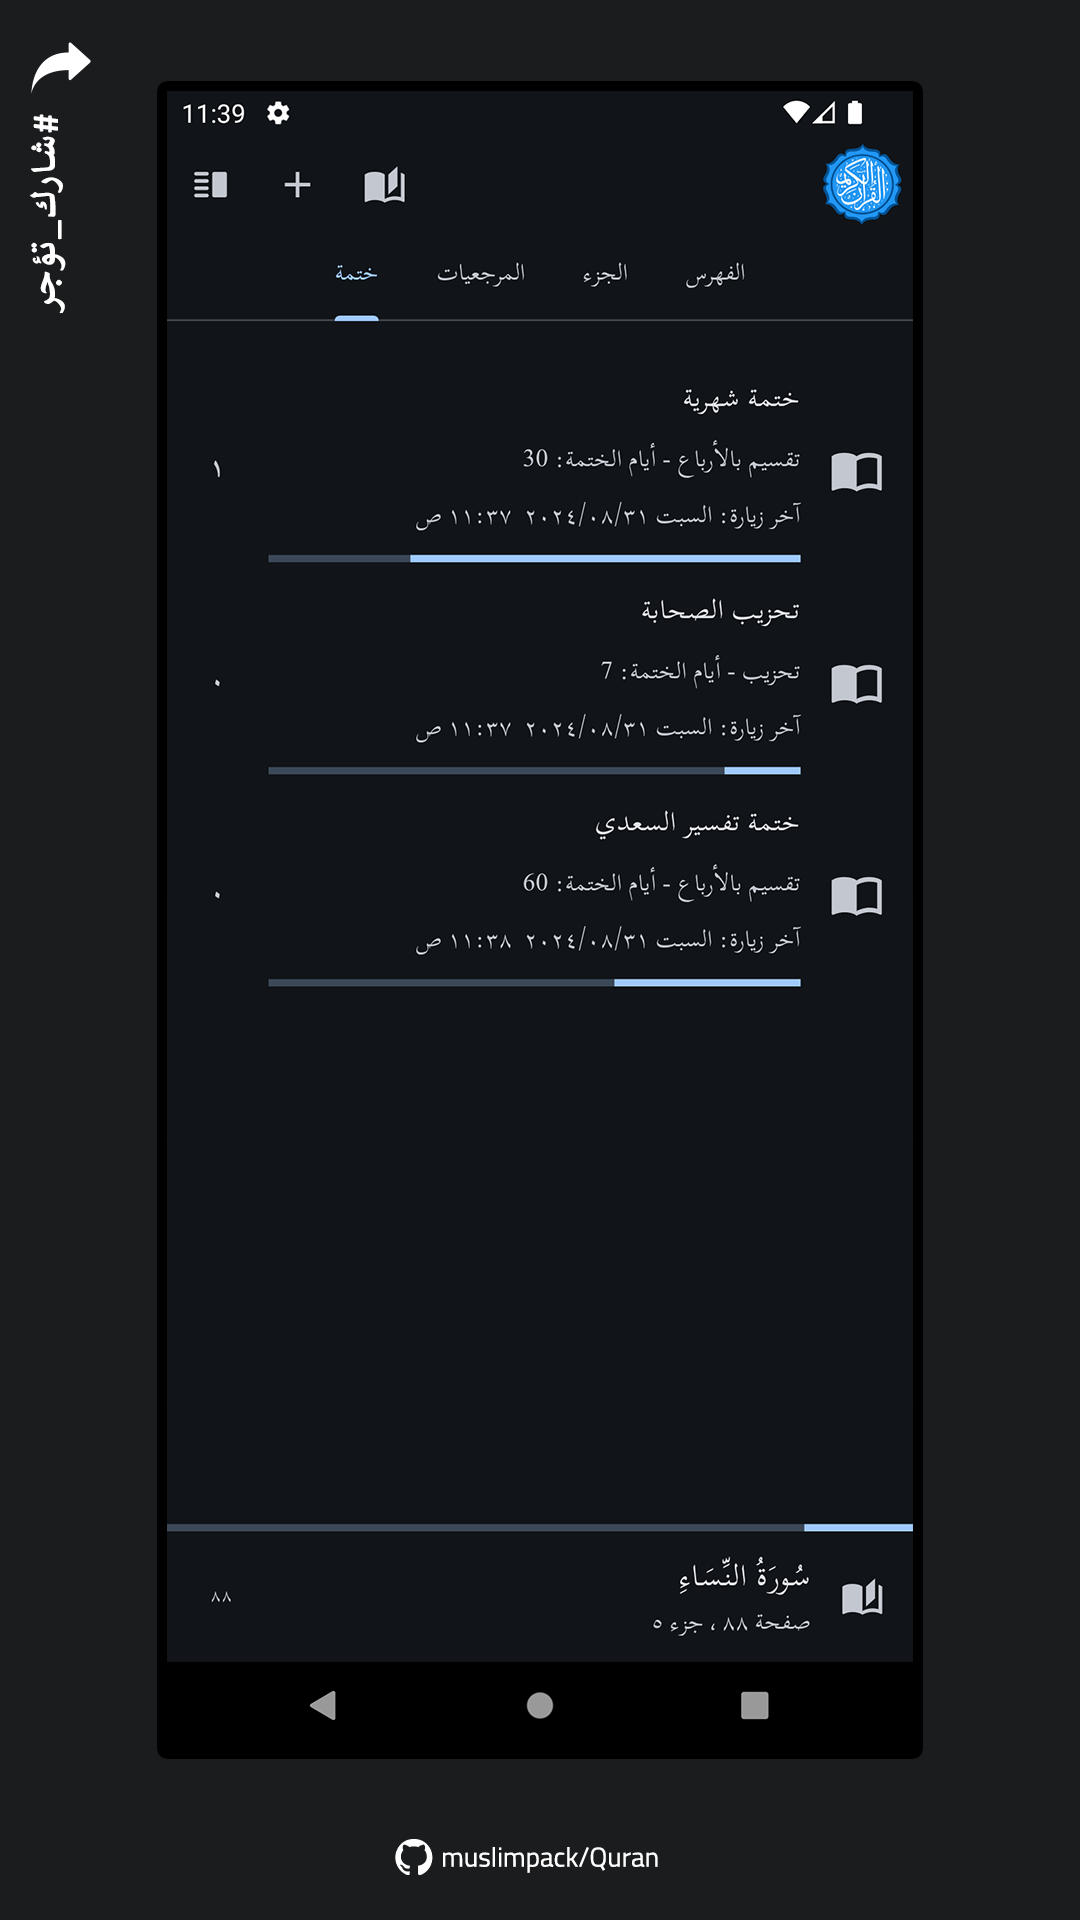 #شارك_تؤجر
11:39
القرآن الكريم
الفهرس
الجزء
المرجعيات
ختمة
ختمة شهرية
تقسيم بالأرباع - أيام الختمة: 30
آخر زيارة: السبت ٢٠٢٤/٠٨/٣١ ١١:٣٧ ص
١
تحزيب الصحابة
تحزيب - أيام الختمة: 7
آخر زيارة: السبت ٢٠٢٤/٠٨/٣١ ١١:٣٧ ص
٠
ختمة تفسير السعدي
تقسيم بالأرباع - أيام الختمة: 60
آخر زيارة: السبت ٢٠٢٤/٠٨/٣١ ١١:٣٨ ص
٠
سُورَةُ النِّسَاءِ
صفحة ٨٨ ، جزء ٥
٨٨
muslimpack/Quran